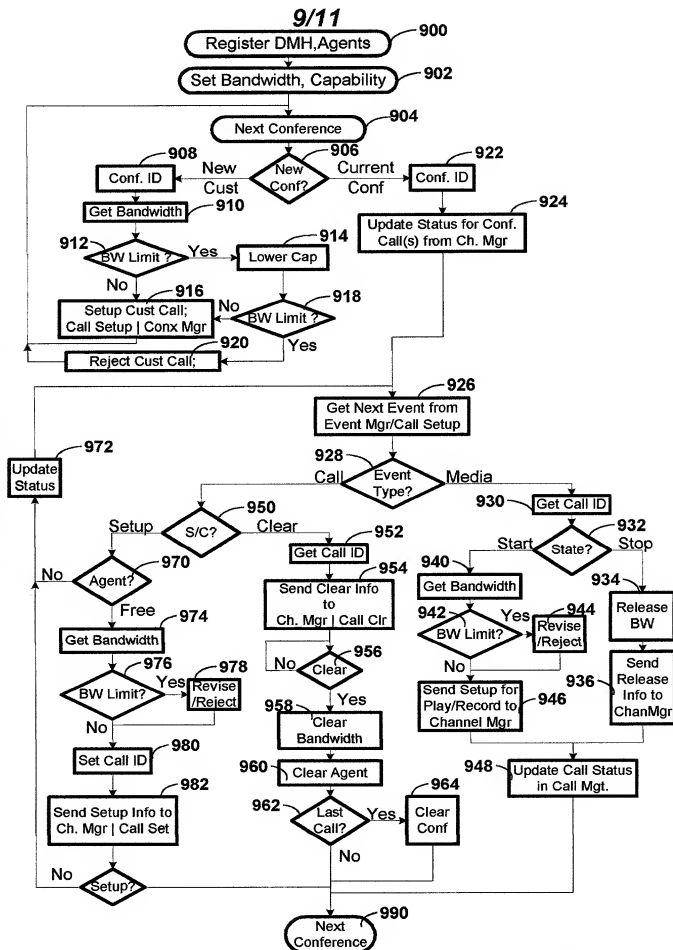 9/11
Register DMH,Agents
900
Set Bandwidth, Capability
902
Next Conference
904
New
Conf?
906
New
Cust
Current
Conf
Conf. ID
908
Get Bandwidth
910
BW Limit ?
912
Yes
No
Lower Cap
914
BW Limit ?
918
No
Yes
Setup Cust Call;
Call Setup | Conx Mgr
916
Reject Cust Call;
920
Conf. ID
922
Update Status for Conf.
Call(s) from Ch. Mgr
924
Get Next Event from
Event Mgr/Call Setup
926
Event
Type?
928
Call
Media
Update
Status
972
S/C?
950
Setup
Clear
Agent?
970
No
Free
Get Bandwidth
974
BW Limit?
976
Yes
No
Revise
/Reject
978
Set Call ID
980
Send Setup Info to
Ch. Mgr | Call Set
982
Setup?
No
Get Call ID
952
Send Clear Info
to
Ch. Mgr | Call Clr
954
Clear
956
No
Yes
Clear
Bandwidth
958
Clear Agent
960
Last
Call?
962
Yes
No
Clear
Conf
964
Get Call ID
930
State?
932
Start
Stop
Get Bandwidth
940
BW Limit?
942
Yes
No
Revise
/Reject
944
Send Setup for
Play/Record to
Channel Mgr
946
Release
BW
934
Send
Release
Info to
ChanMgr
936
Update Call Status
in Call Mgt.
948
Next
Conference
990